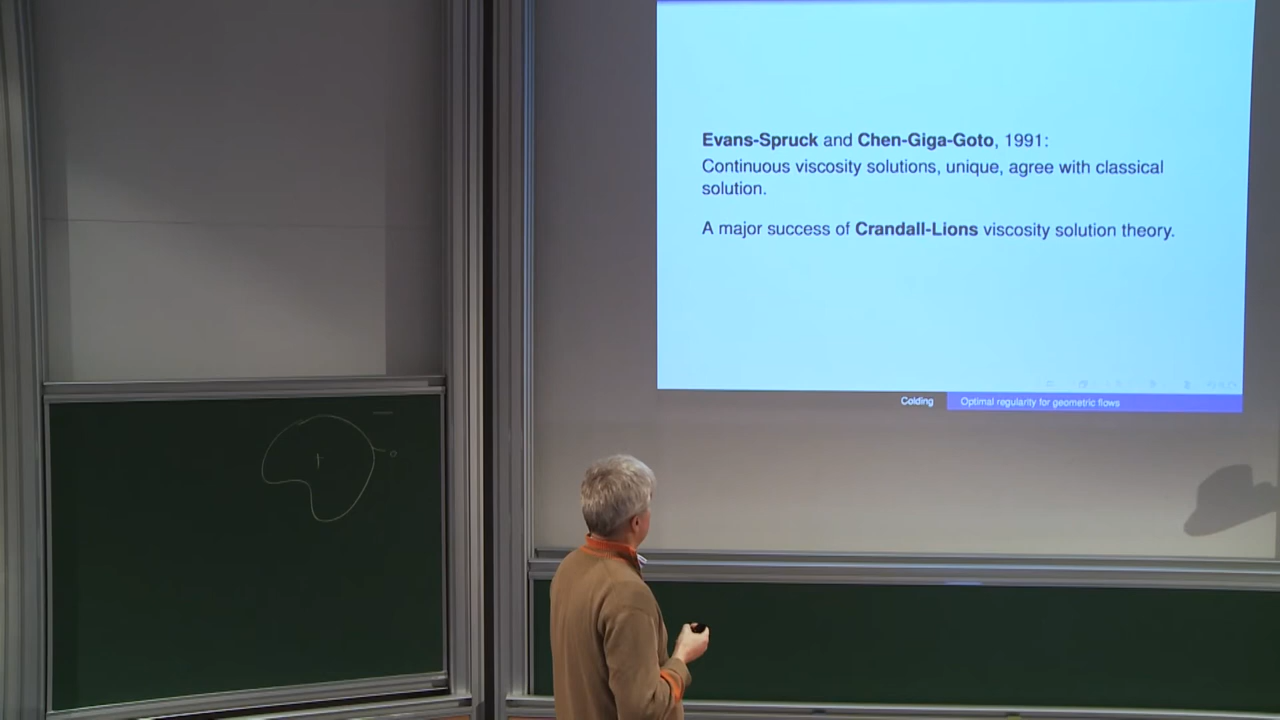 Evans-Spruck and Chen-Giga-Goto, 1991:
Continuous viscosity solutions, unique, agree with classical
solution.
A major success of Crandall-Lions viscosity solution theory.
Colding Optimal regularity for geometric flows
+
0